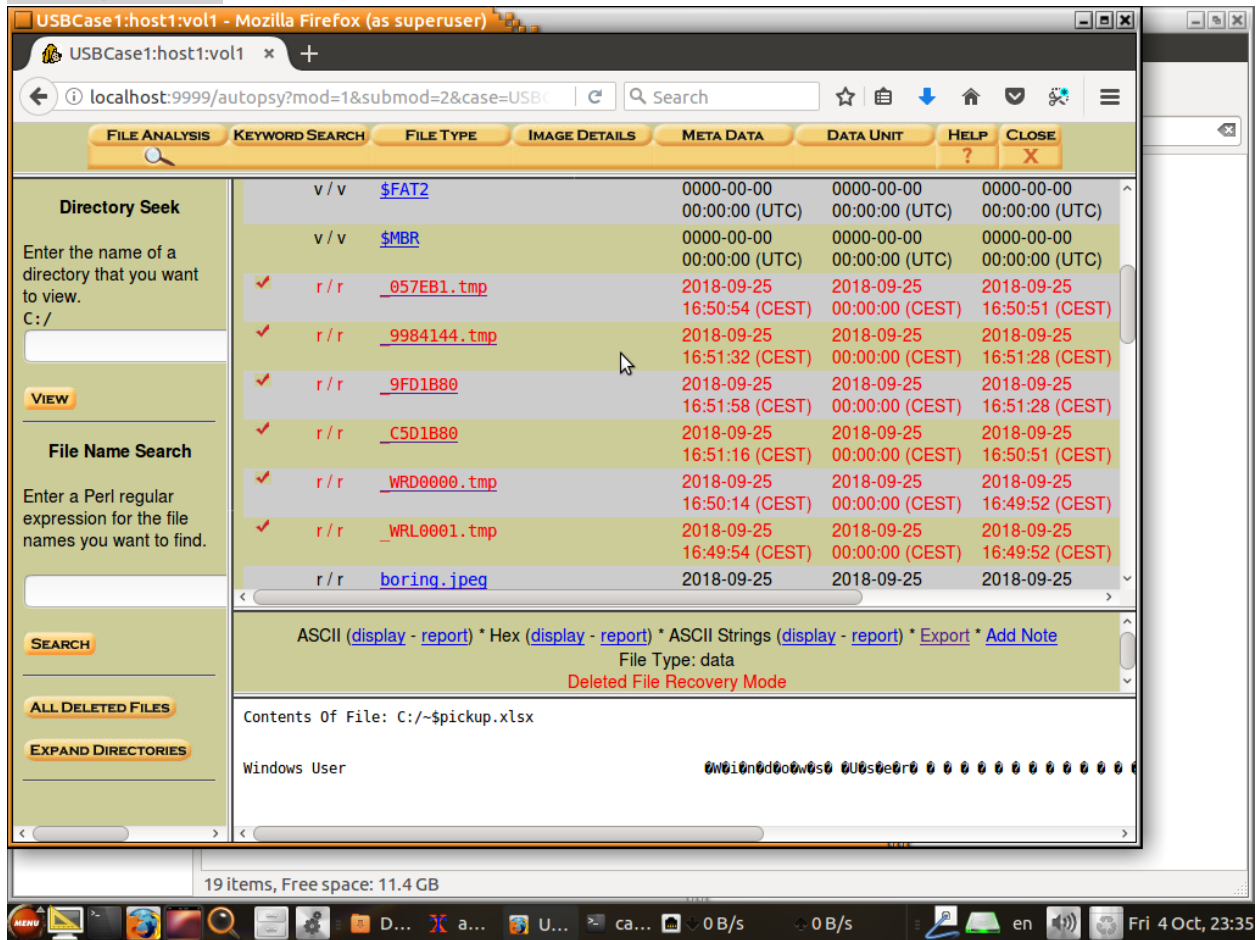 USBCase1:host1:vol1 - Mozilla Firefox (as superuser)
USBCase1:host1:vol1 × +
localhost:9999/autopsy?mod=1&submod=2&case=USBC Search
FILE ANALYSIS KEYWORD SEARCH FILE TYPE IMAGE DETAILS META DATA DATA UNIT HELP CLOSE
? X
Directory Seek
Enter the name of a
directory that you want
to view.
C:/
VIEW
File Name Search
Enter a Perl regular
expression for the file
names you want to find.
SEARCH
ALL DELETED FILES
EXPAND DIRECTORIES
v / v $FAT2 0000-00-00 0000-00-00 0000-00-00
00:00:00 (UTC) 00:00:00 (UTC) 00:00:00 (UTC)
v / v $MBR 0000-00-00 0000-00-00 0000-00-00
00:00:00 (UTC) 00:00:00 (UTC) 00:00:00 (UTC)
r / r _057EB1.tmp 2018-09-25 2018-09-25 2018-09-25
16:50:54 (CEST) 00:00:00 (CEST) 16:50:51 (CEST)
r / r _9984144.tmp 2018-09-25 2018-09-25 2018-09-25
16:51:32 (CEST) 00:00:00 (CEST) 16:51:28 (CEST)
r / r _9FD1B80 2018-09-25 2018-09-25 2018-09-25
16:51:58 (CEST) 00:00:00 (CEST) 16:51:28 (CEST)
r / r _C5D1B80 2018-09-25 2018-09-25 2018-09-25
16:51:16 (CEST) 00:00:00 (CEST) 16:50:51 (CEST)
r / r _WRD0000.tmp 2018-09-25 2018-09-25 2018-09-25
16:50:14 (CEST) 00:00:00 (CEST) 16:49:52 (CEST)
r / r _WRL0001.tmp 2018-09-25 2018-09-25 2018-09-25
16:49:54 (CEST) 00:00:00 (CEST) 16:49:52 (CEST)
r / r boring.jpeg 2018-09-25 2018-09-25 2018-09-25
ASCII (display - report) * Hex (display - report) * ASCII Strings (display - report) * Export * Add Note
File Type: data
Deleted File Recovery Mode
Contents Of File: C:/~$pickup.xlsx
Windows User �W�i�n�d�o�w�s� �U�s�e�r� � � � � � � � � � � � �
19 items, Free space: 11.4 GB
MENU D... a... U... ca... 0 B/s 0 B/s en Fri 4 Oct, 23:35